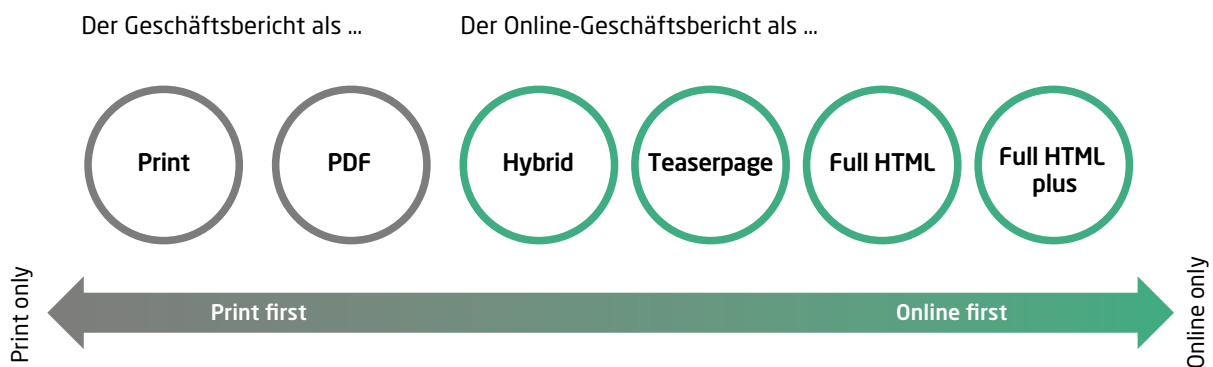 Der Geschäftsbericht als ...
Der Online-Geschäftsbericht als ...
Print
PDF
Hybrid
Teaserpage
Full HTML
Full HTML
plus
Print only
Print first
Online first
Online only